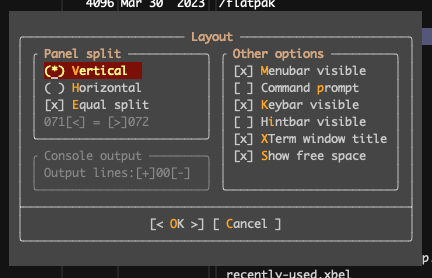 4096 Mar 30  2023 /flatpak
Layout
Panel split
(*) Vertical
( ) Horizontal
[x] Equal split
071[<] = [>]072
Console output
Output lines:[+]00[-]
Other options
[x] Menubar visible
[ ] Command prompt
[x] Keybar visible
[ ] Hintbar visible
[x] XTerm window title
[x] Show free space
[< OK >] [ Cancel ]
p.
recently-used.xbel